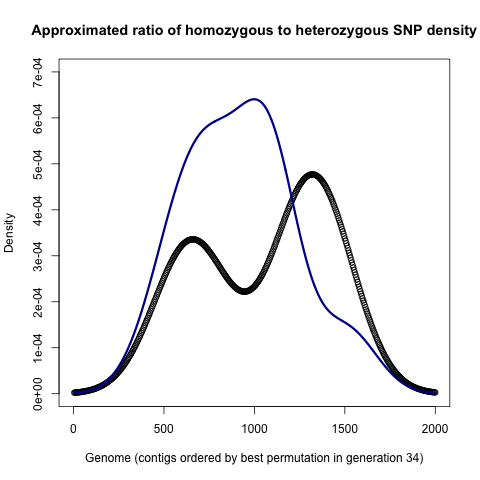 Approximated ratio of homozygous to heterozygous SNP density
7e-04
6e-04
5e-04
4e-04
3e-04
2e-04
1e-04
0e+00
Density
0 500 1000 1500 2000
Genome (contigs ordered by best permutation in generation 34)